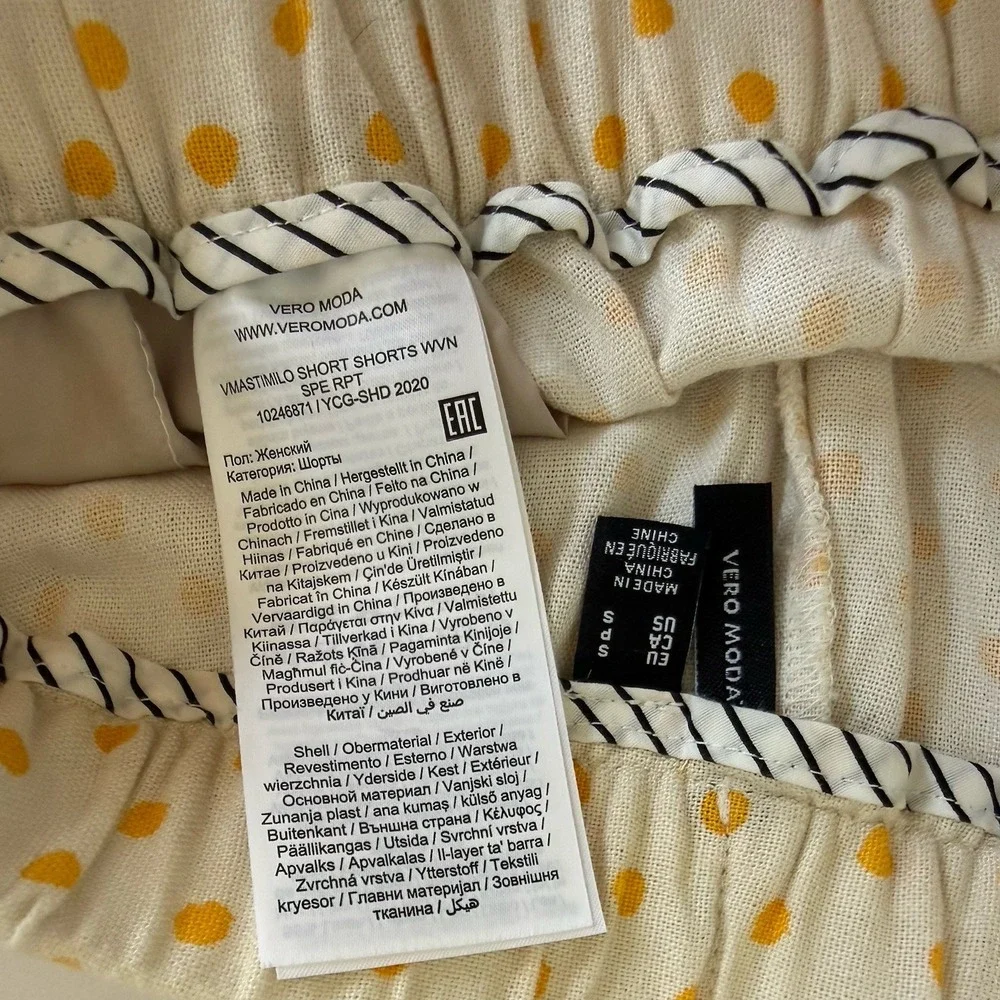 VERO MODA
WWW.VEROMODA.COM
VMASTIMILO SHORT SHORTS WVN
SPE RPT
10246871 / YCG-SHD 2020
EAC
Пол: Женский
Категория: Шорты
Made in China / Hergestellt in China /
Fabricado en China / Feito na China /
Prodotto in Cina / Wyprodukowano w
Chinach / Fremstillet i Kina / Valmistatud
Hiinas / Fabriqué en Chine / Сделано в
Китае / Proizvedeno u Kini / Proizvedeno
na Kitajskem / Çin'de Üretilmiştir /
Fabricat în China / Készült Kínában /
Vervaardigd in China / Произведено в
Китай / Παράγεται στην Κίνα / Valmistettu
Kiinassa / Tillverkad i Kina / Vyrobeno v
Číně / Ražots Ķīnā / Pagaminta Kinijoje /
Magħmul fiċ-Ċina / Vyrobené v Číne /
Produsert i Kina / Prodhuar në Kinë /
Произведено у Кини / Виготовлено в
Китаї / صنع في الصين
Shell / Obermaterial / Exterior /
Revestimento / Esterno / Warstwa
wierzchnia / Yderside / Kest / Extérieur /
Основной материал / Vanjski sloj /
Zunanja plast / ana kumaş / külső anyag /
Buitenkant / Външна страна / Κέλυφος /
Päällikangas / Utsida / Svrchní vrstva /
Apvalks / Apvalkalas / Il-layer ta' barra /
Zvrchná vrstva / Ytterstoff / Tekstili
kryesor / Главни материјал / Зовнішня
тканина / هيكل
VERO MODA
EU S
CA P
US S
MADE IN
CHINA
FABRIQUÉ EN
CHINE